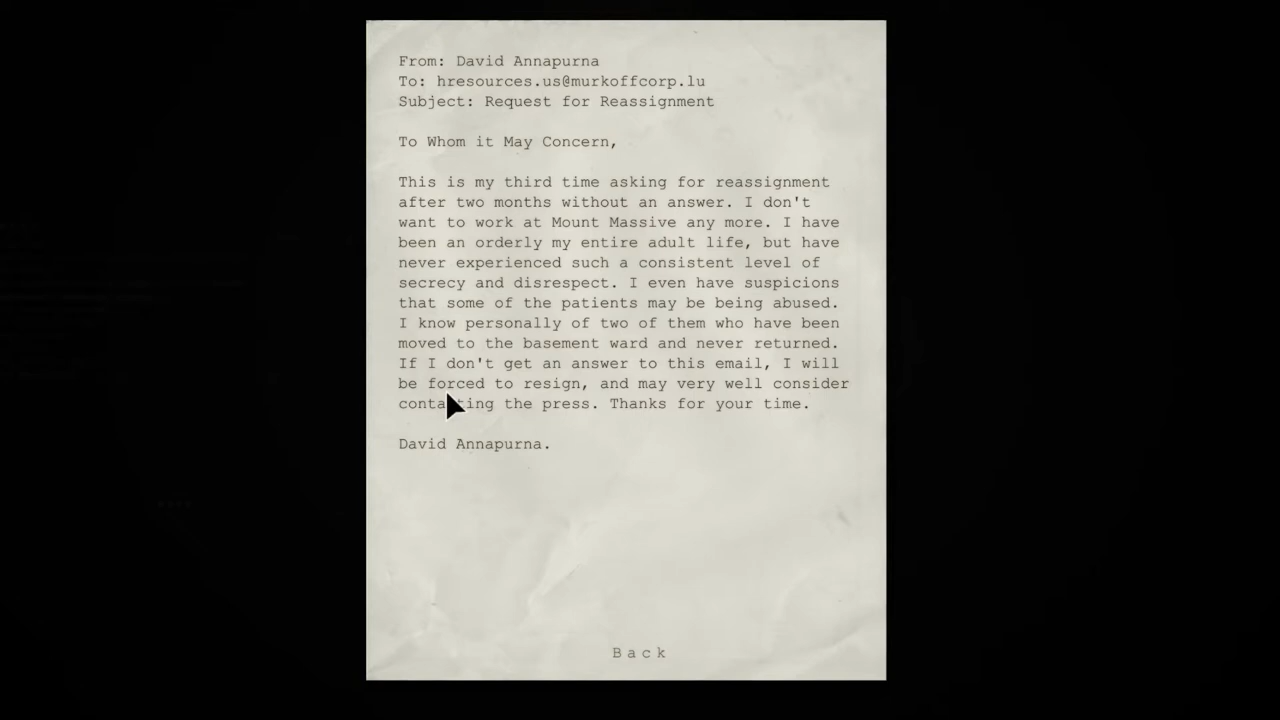 From: David Annapurna
To: hresources.us@murkoffcorp.lu
Subject: Request for Reassignment
To Whom it May Concern,
This is my third time asking for reassignment
after two months without an answer. I don't
want to work at Mount Massive any more. I have
been an orderly my entire adult life, but have
never experienced such a consistent level of
secrecy and disrespect. I even have suspicions
that some of the patients may be being abused.
I know personally of two of them who have been
moved to the basement ward and never returned.
If I don't get an answer to this email, I will
be forced to resign, and may very well consider
contacting the press. Thanks for your time.
David Annapurna.
Back